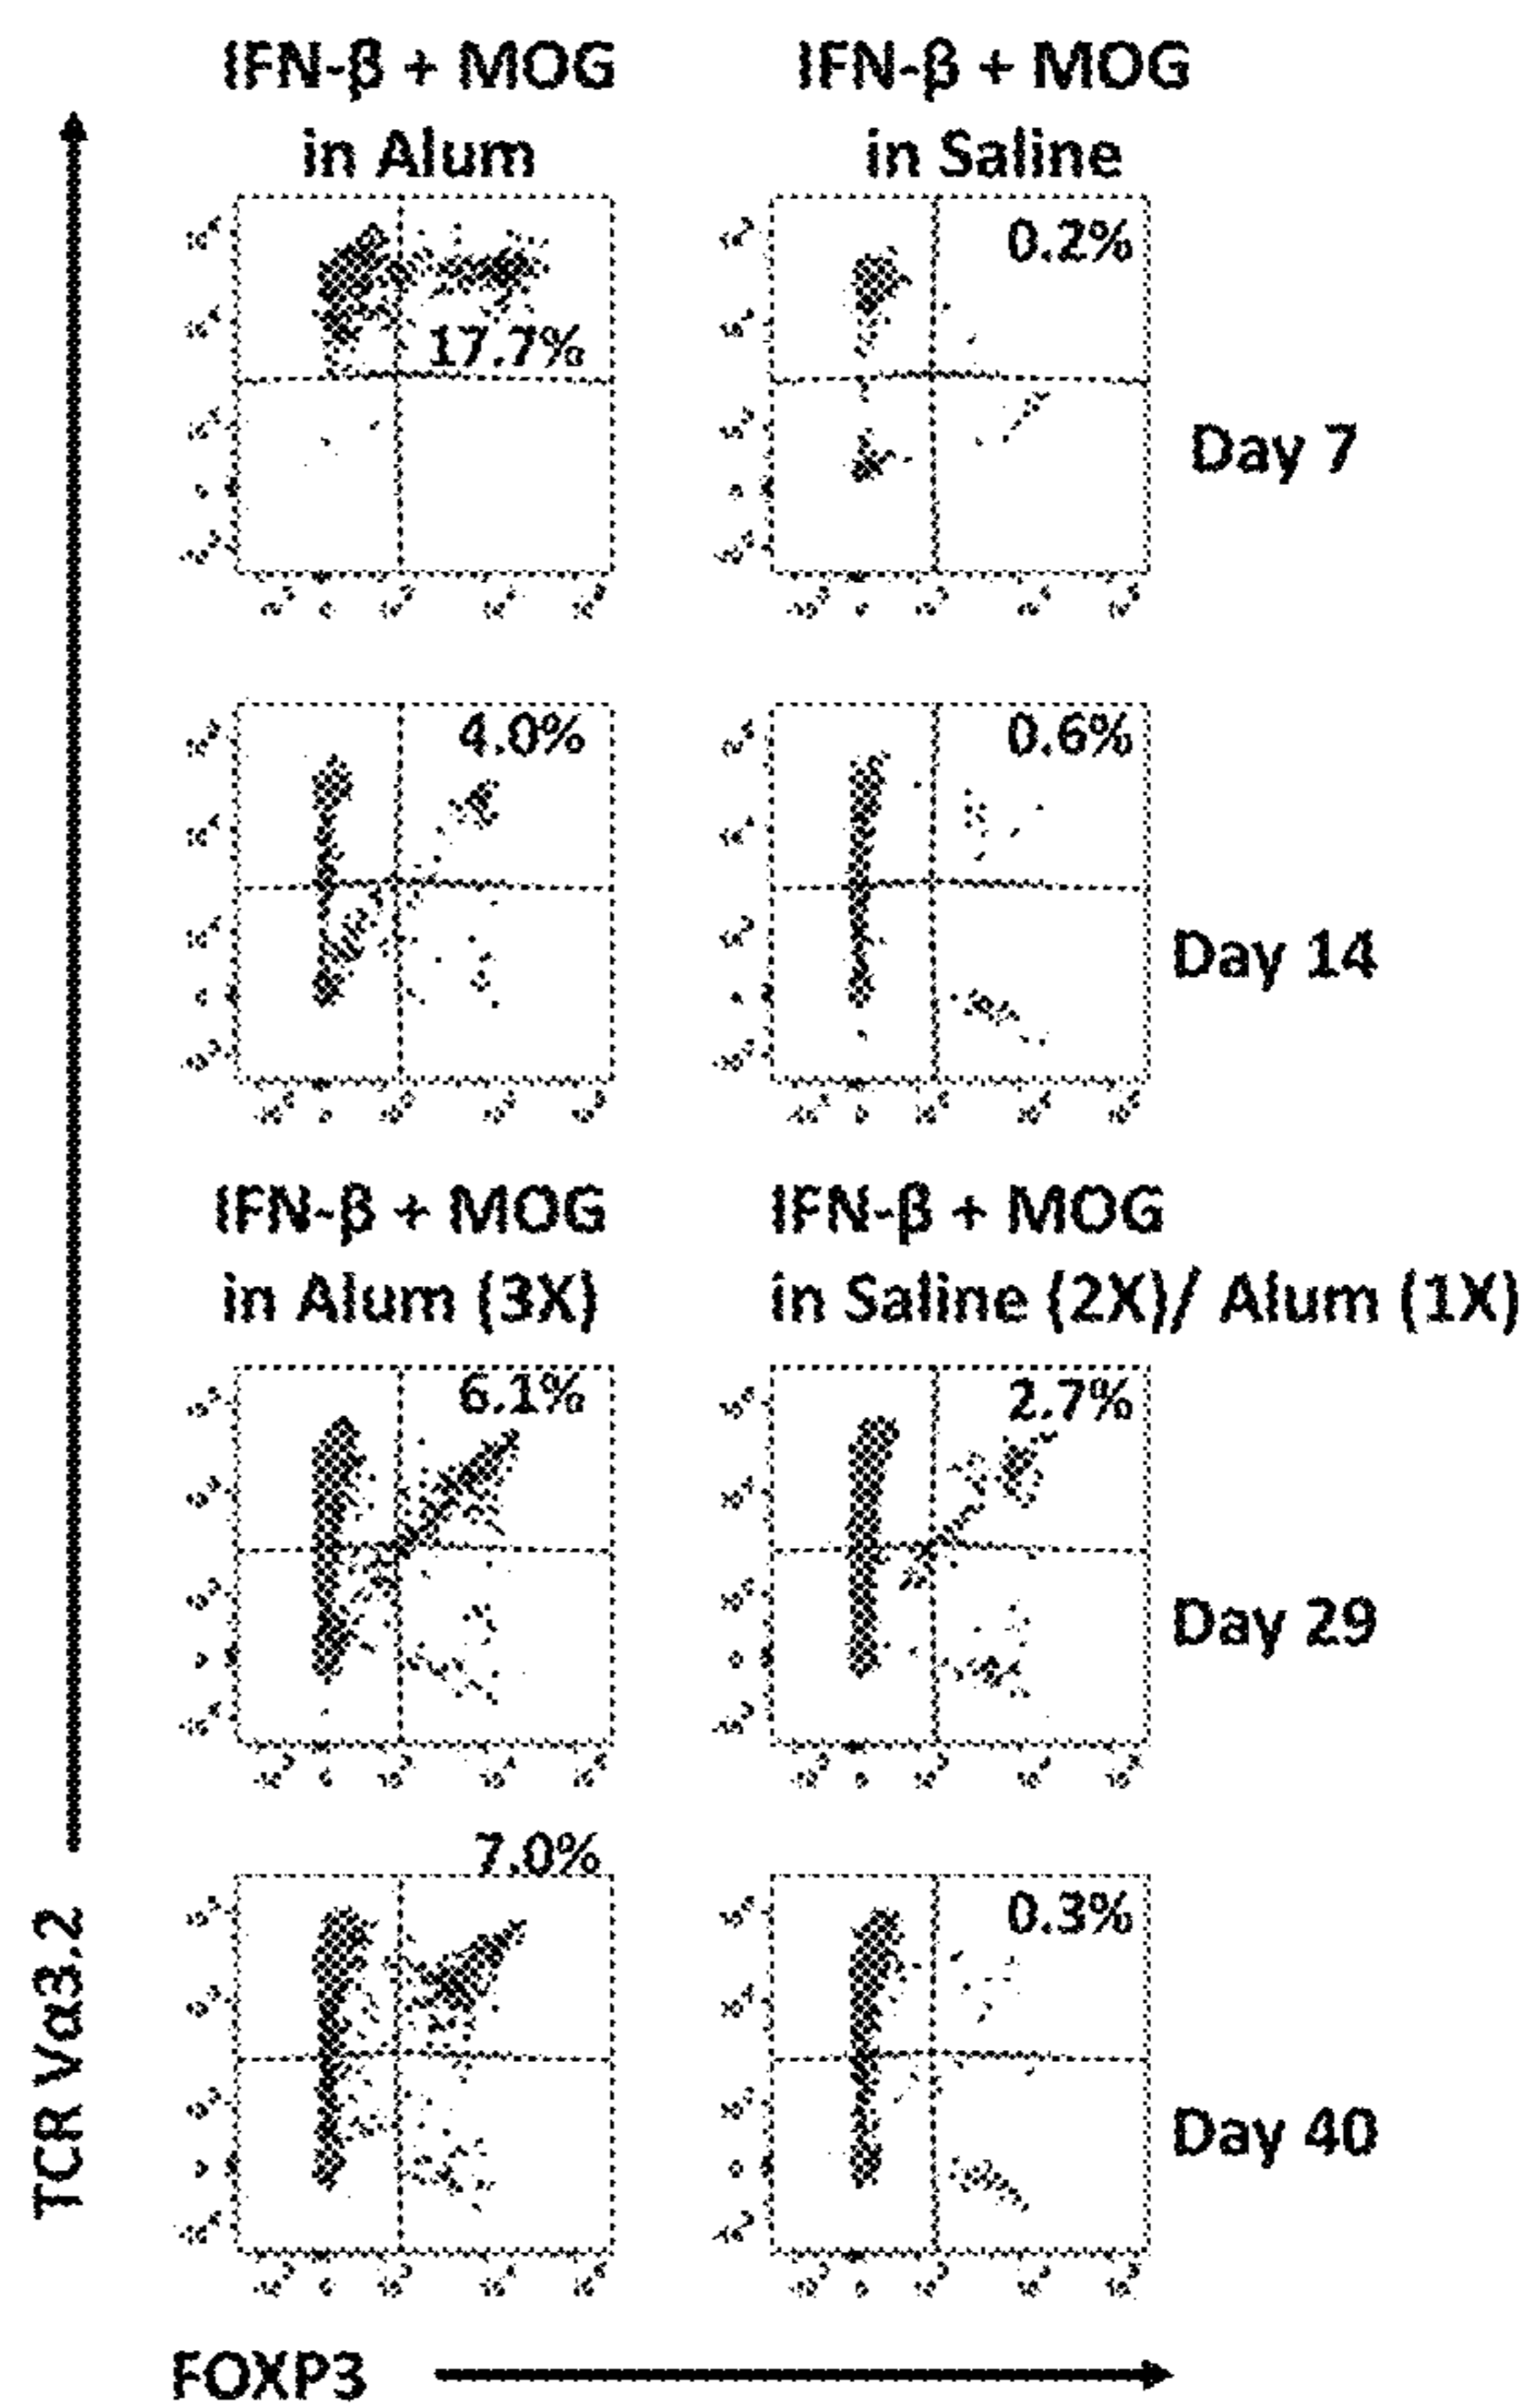 IFN-β + MOG
in Alum
IFN-β + MOG
in Saline
17.7%
0.2%
Day 7
4.0%
0.6%
Day 14
IFN-β + MOG
in Alum (3X)
IFN-β + MOG
in Saline (2X)/ Alum (1X)
6.1%
2.7%
Day 29
7.0%
0.3%
Day 40
TCR Vα3.2
FOXP3